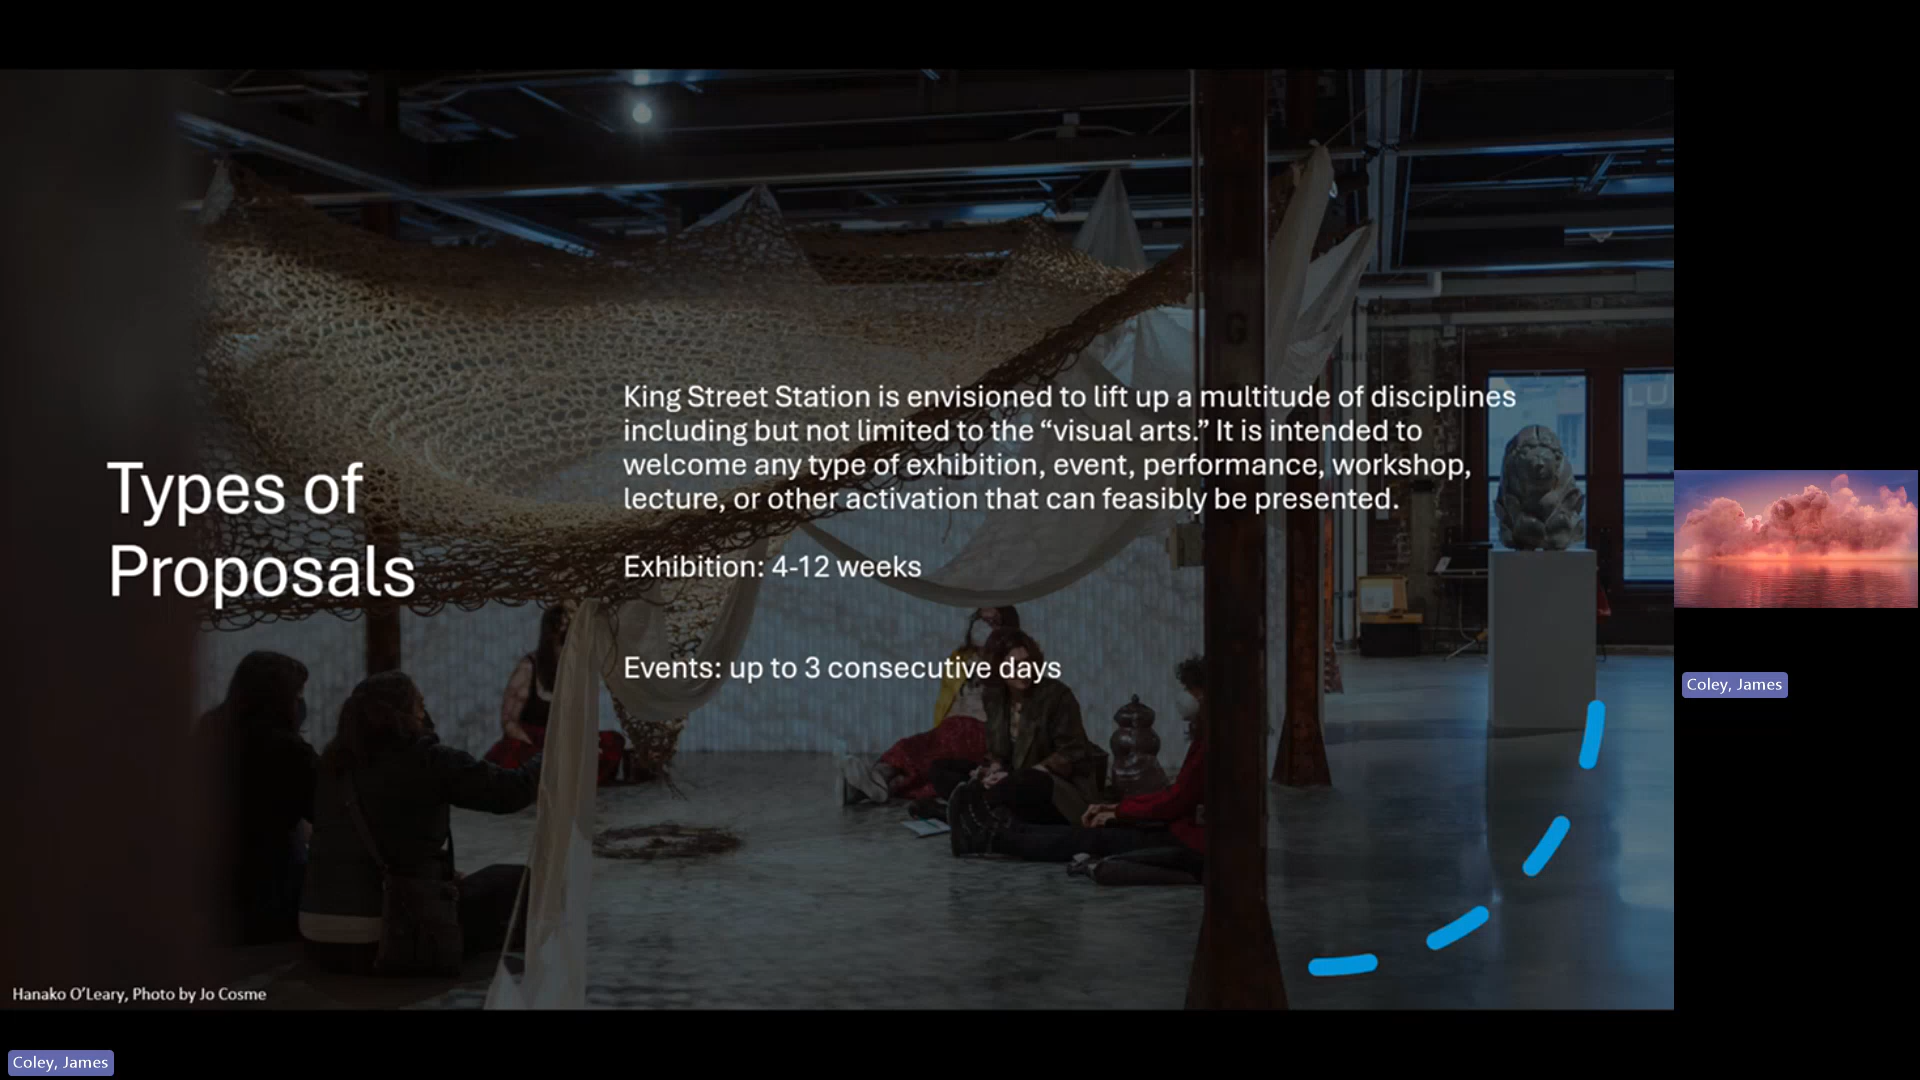 Types of
Proposals
King Street Station is envisioned to lift up a multitude of disciplines
including but not limited to the “visual arts.” It is intended to
welcome any type of exhibition, event, performance, workshop,
lecture, or other activation that can feasibly be presented.
Exhibition: 4-12 weeks
Events: up to 3 consecutive days
Hanako O’Leary, Photo by Jo Cosme
Coley, James
Coley, James